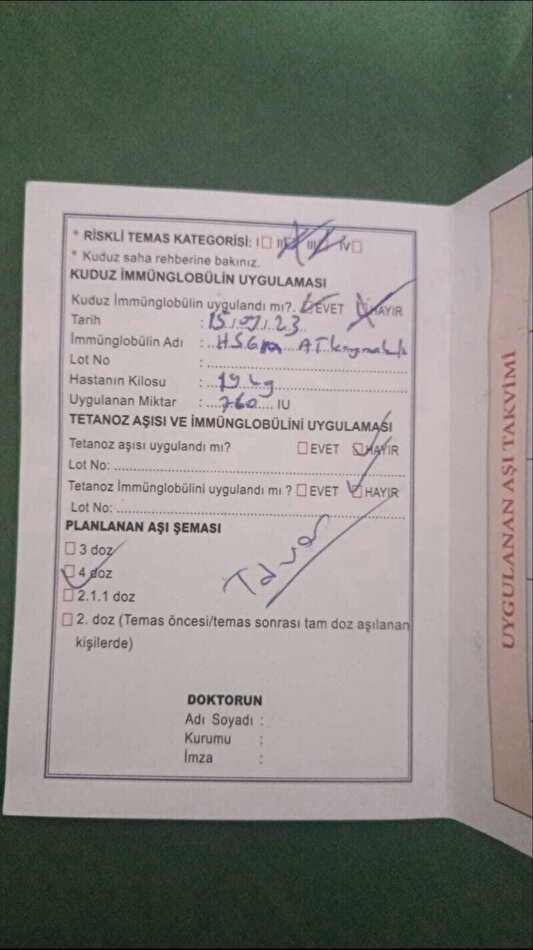 * RİSKLİ TEMAS KATEGORİSİ: I☐ II☐ III☐ IV☐
* Kuduz saha rehberine bakınız.
KUDUZ İMMÜNGLOBÜLİN UYGULAMASI
Kuduz İmmünglobülin uygulandı mı?. ☐EVET ☐HAYIR
Tarih : 15/07/23
İmmünglobülin Adı : H.S.Gm AT
Lot No :
Hastanın Kilosu : 19 kg
Uygulanan Miktar : 760 IU
TETANOZ AŞISI VE İMMÜNGLOBÜLİNİ UYGULAMAŞI
Tetanoz aşısı uygulandı mı? ☐EVET ☐HAYIR
Lot No:
Tetanoz İmmünglobülini uygulandı mı ? ☐EVET ☐HAYIR
Lot No:
PLANLANAN AŞI ŞEMASI
☐ 3 doz
☐ 4 doz
☐ 2.1.1 doz
☐ 2. doz (Temas öncesi/temas sonrası tam doz aşılanan
kişilerde)
DOKTORUN
Adı Soyadı :
Kurumu :
İmza :
UYGULANAN AŞI TAKVİMİ